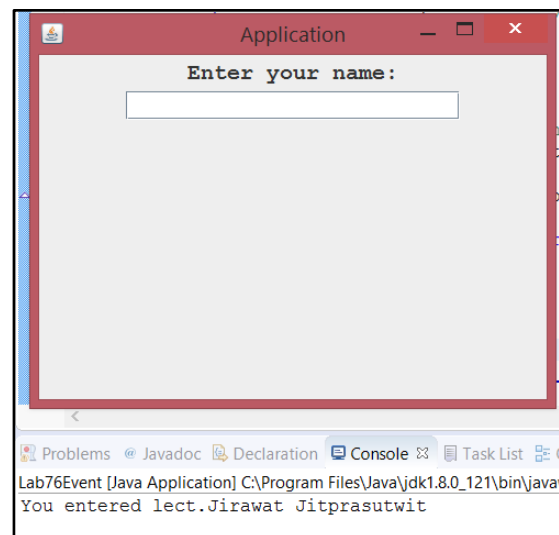 Application
Enter your name:
Problems @ Javadoc Declaration Console Task List
Lab76Event [Java Application] C:\Program Files\Java\jdk1.8.0_121\bin\java
You entered lect.Jirawat Jitprasutwit